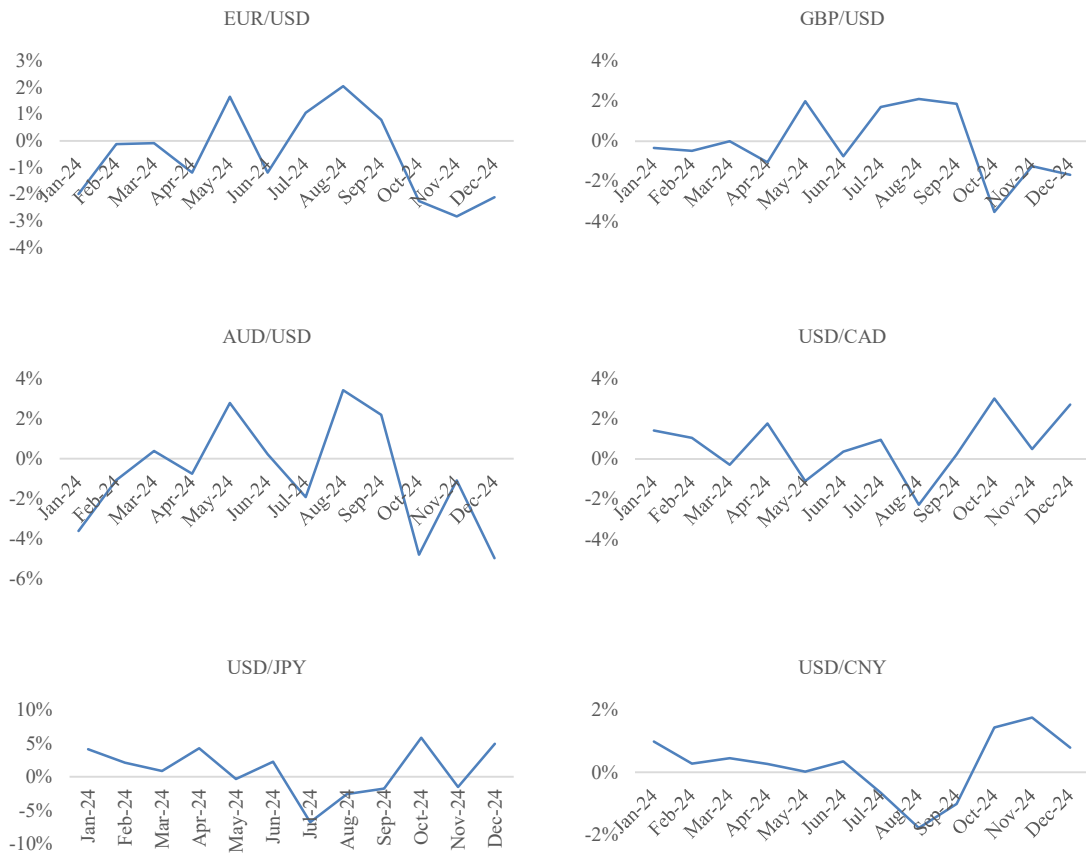 EUR/USD
3%
2%
1%
0%
-1%
-2%
-3%
-4%
Jan-24
Feb-24
Mar-24
Apr-24
May-24
Jun-24
Jul-24
Aug-24
Sep-24
Oct-24
Nov-24
Dec-24
GBP/USD
4%
2%
0%
-2%
-4%
Jan-24
Feb-24
Mar-24
Apr-24
May-24
Jun-24
Jul-24
Aug-24
Sep-24
Oct-24
Nov-24
Dec-24
AUD/USD
4%
2%
0%
-2%
-4%
-6%
Jan-24
Feb-24
Mar-24
Apr-24
May-24
Jun-24
Jul-24
Aug-24
Sep-24
Oct-24
Nov-24
Dec-24
USD/CAD
4%
2%
0%
-2%
-4%
Jan-24
Feb-24
Mar-24
Apr-24
May-24
Jun-24
Jul-24
Aug-24
Sep-24
Oct-24
Nov-24
Dec-24
USD/JPY
10%
5%
0%
-5%
-10%
Jan-24
Feb-24
Mar-24
Apr-24
May-24
Jun-24
Jul-24
Aug-24
Sep-24
Oct-24
Nov-24
Dec-24
USD/CNY
2%
0%
-2%
Jan-24
Feb-24
Mar-24
Apr-24
May-24
Jun-24
Jul-24
Aug-24
Sep-24
Oct-24
Nov-24
Dec-24